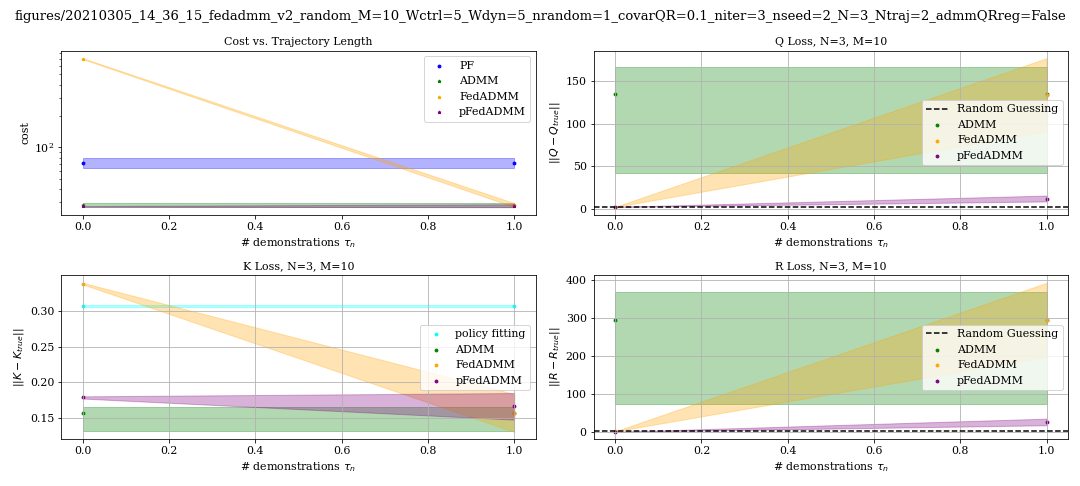 figures/20210305_14_36_15_fedadmm_v2_random_M=10_Wctrl=5_Wdyn=5_nrandom=1_covarQR=0.1_niter=3_nseed=2_N=3_Ntraj=2_admmQRreg=False
Cost vs. Trajectory Length
cost
10²
PF
ADMM
FedADMM
pFedADMM
0.0 0.2 0.4 0.6 0.8 1.0
# demonstrations τₙ
Q Loss, N=3, M=10
||Q − Q_true||
150
100
50
0
Random Guessing
ADMM
FedADMM
pFedADMM
0.0 0.2 0.4 0.6 0.8 1.0
# demonstrations τₙ
K Loss, N=3, M=10
||K − K_true||
0.30
0.25
0.20
0.15
policy fitting
ADMM
FedADMM
pFedADMM
0.0 0.2 0.4 0.6 0.8 1.0
# demonstrations τₙ
R Loss, N=3, M=10
||R − R_true||
400
300
200
100
0
Random Guessing
ADMM
FedADMM
pFedADMM
0.0 0.2 0.4 0.6 0.8 1.0
# demonstrations τₙ